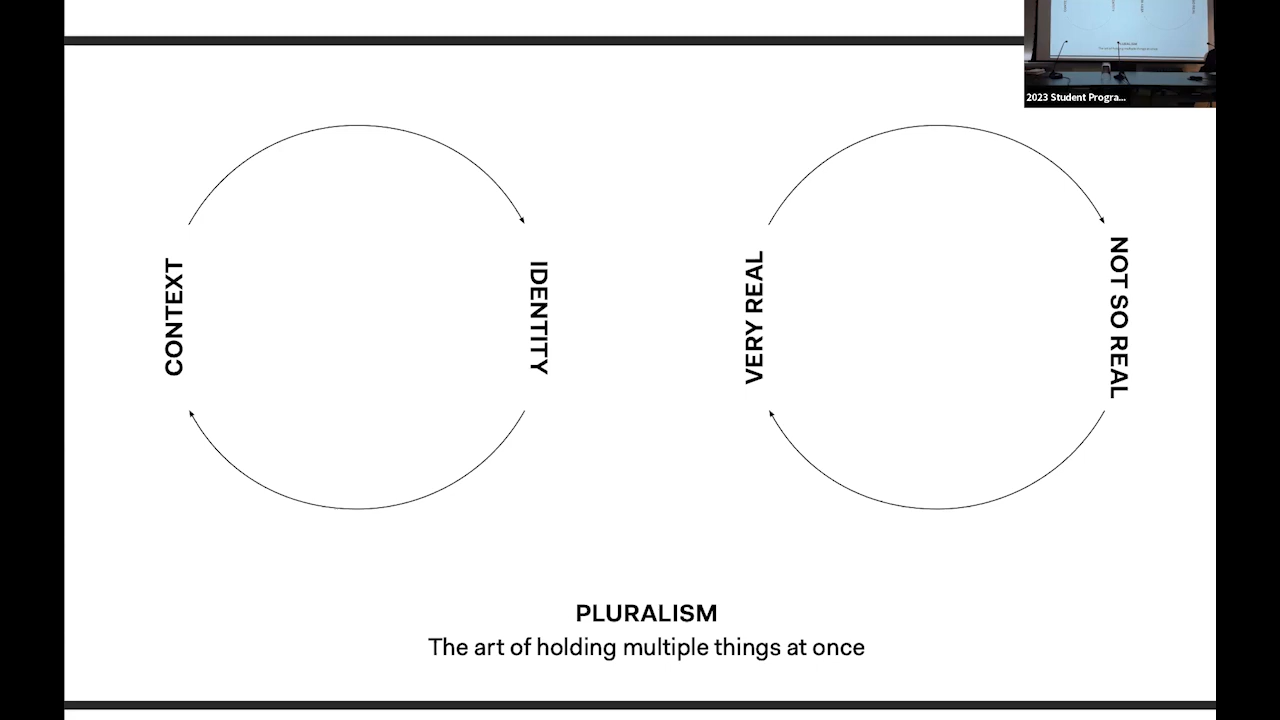 2023 Student Progra...
CONTEXT
IDENTITY
VERY REAL
NOT SO REAL
PLURALISM
The art of holding multiple things at once